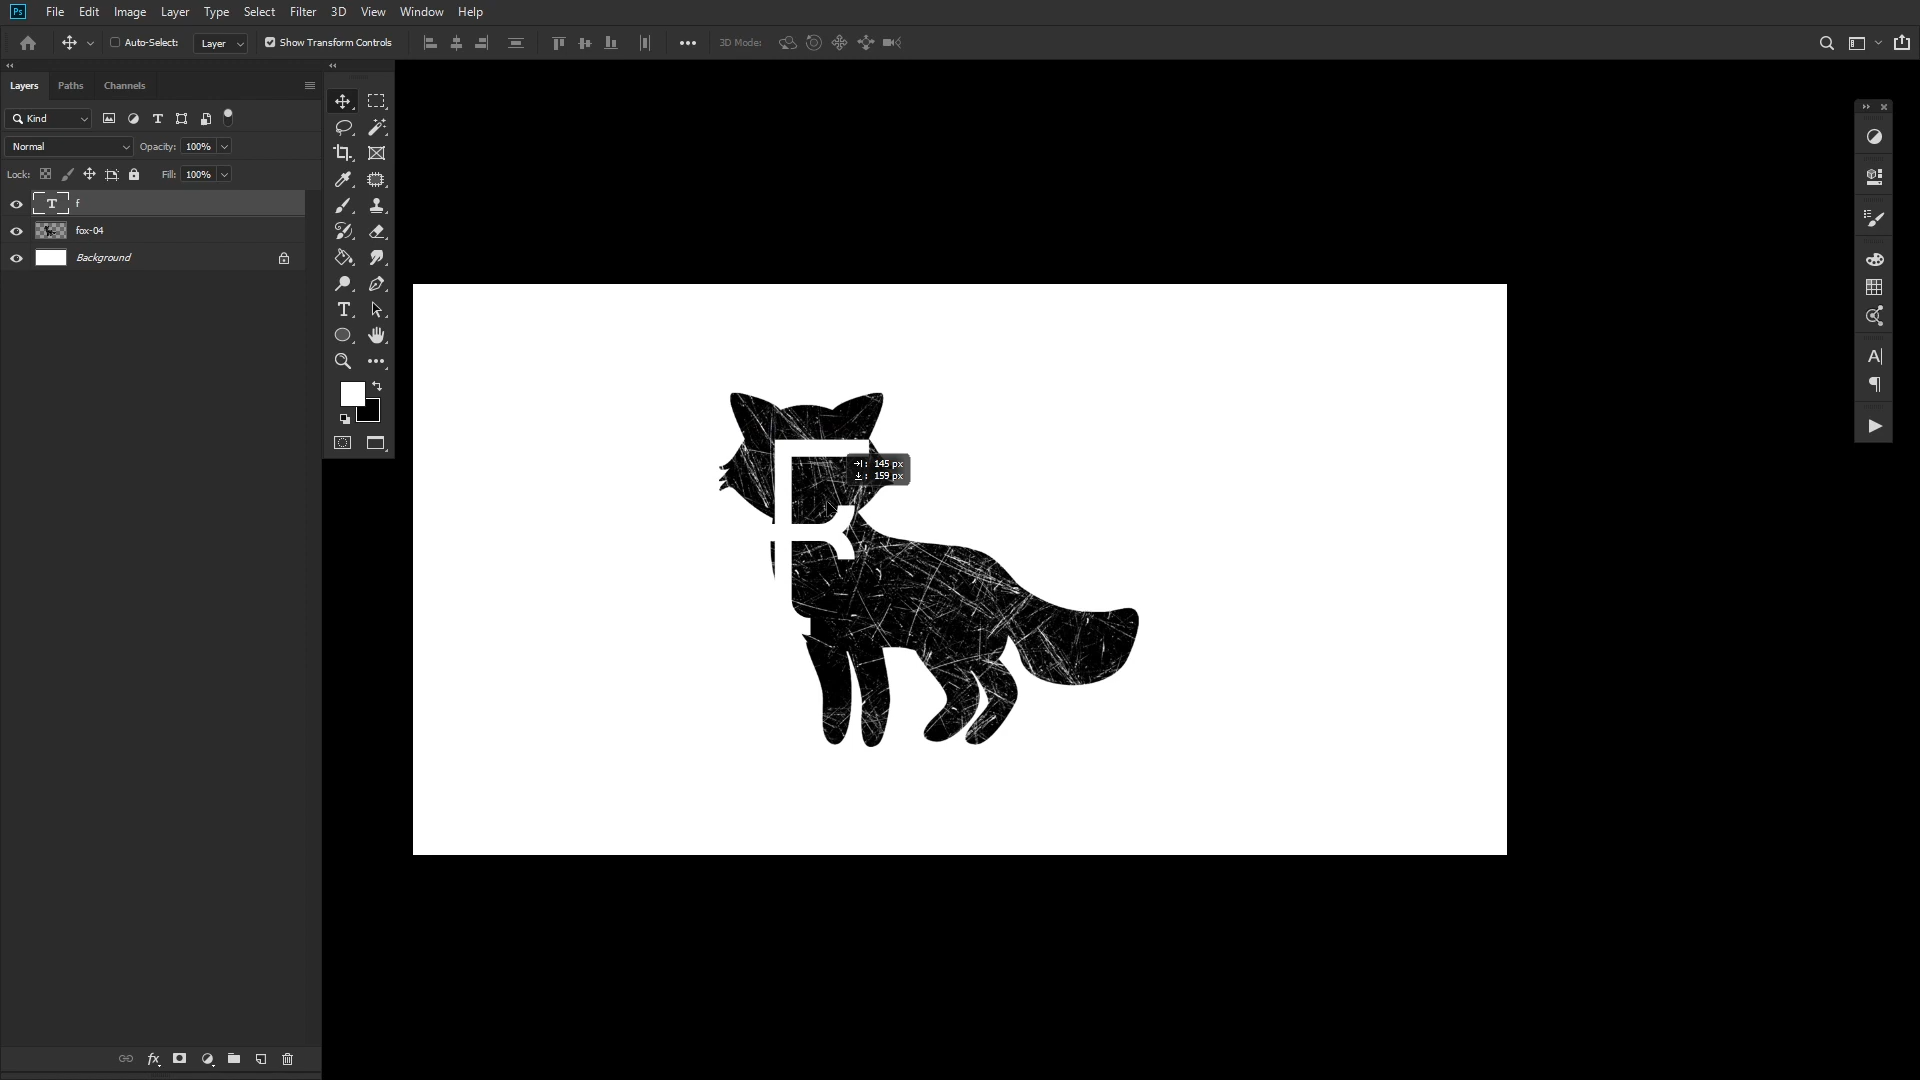 Ps File Edit Image Layer Type Select Filter 3D View Window Help
Auto-Select: Layer Show Transform Controls 3D Mode:
Layers Paths Channels
Kind T
Normal Opacity: 100%
Lock: Fill: 100%
T f
fox-04
Background
T
F
145 px
159 px
A
fx